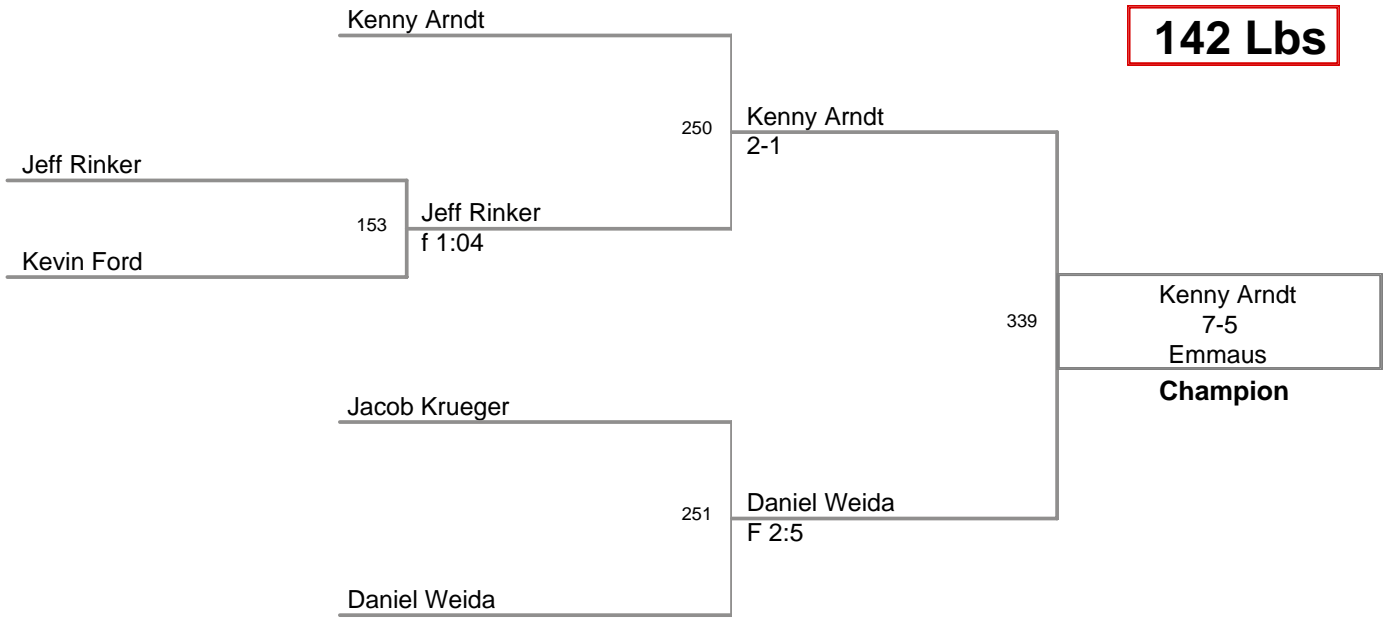 Kenny Arndt
142 Lbs
250
Kenny Arndt
2-1
Jeff Rinker
153
Jeff Rinker
f 1:04
Kevin Ford
339
Kenny Arndt
7-5
Emmaus
Champion
Jacob Krueger
251
Daniel Weida
F 2:5
Daniel Weida